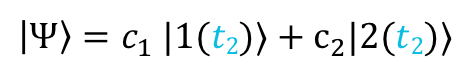 |Ψ⟩ = c₁ |1(t₂)⟩ + c₂|2(t₂)⟩